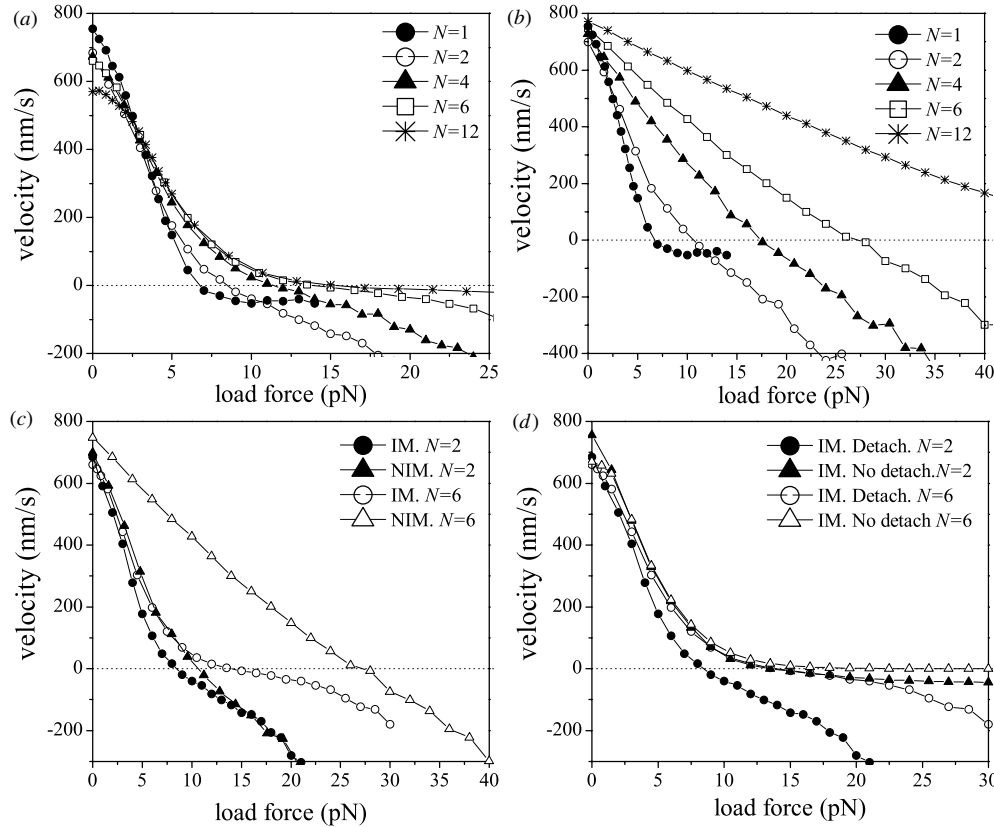 (a)
800
600
400
200
0
-200
velocity (nm/s)
0 5 10 15 20 25
load force (pN)
N=1
N=2
N=4
N=6
N=12
(b)
800
600
400
200
0
-200
-400
velocity (nm/s)
0 5 10 15 20 25 30 35 40
load force (pN)
N=1
N=2
N=4
N=6
N=12
(c)
800
600
400
200
0
-200
velocity (nm/s)
0 5 10 15 20 25 30 35 40
load force (pN)
IM. N=2
NIM. N=2
IM. N=6
NIM. N=6
(d)
800
600
400
200
0
-200
velocity (nm/s)
0 5 10 15 20 25 30
load force (pN)
IM. Detach. N=2
IM. No detach.N=2
IM. Detach. N=6
IM. No detach N=6